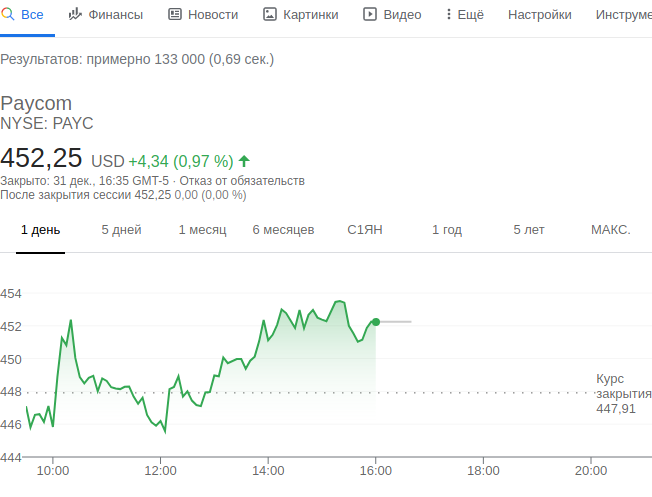 Все Финансы Новости Картинки Видео Ещё Настройки Инструме
Результатов: примерно 133 000 (0,69 сек.)
Paycom
NYSE: PAYC
452,25 USD +4,34 (0,97 %)
Закрыто: 31 дек., 16:35 GMT-5 · Отказ от обязательств
После закрытия сессии 452,25 0,00 (0,00 %)
1 день 5 дней 1 месяц 6 месяцев С1ЯН 1 год 5 лет МАКС.
454
452
450
448
446
444
Курс
закрытия
447,91
10:00 12:00 14:00 16:00 18:00 20:00